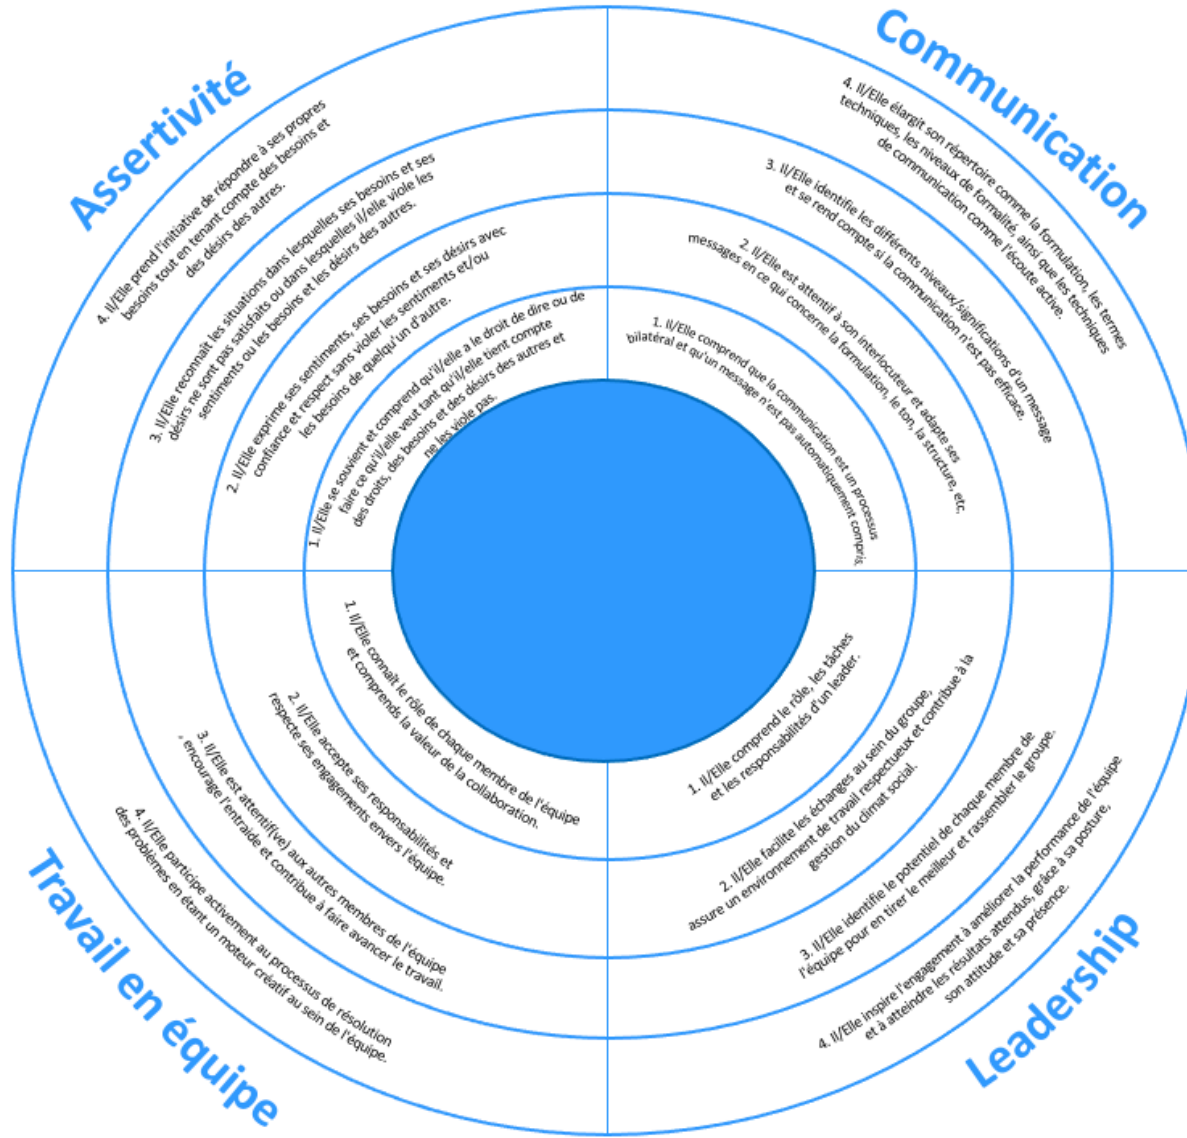 Assertivité
4. Il/Elle prend l'initiative de répondre à ses propres
besoins tout en tenant compte des besoins et
des désirs des autres.
3. Il/Elle reconnaît les situations dans lesquelles ses besoins et ses
désirs ne sont pas satisfaits ou dans lesquelles il/elle viole les
sentiments ou les besoins et les désirs des autres.
2. Il/Elle exprime ses sentiments, ses besoins et ses désirs avec
confiance et respect sans violer les sentiments et/ou
les besoins de quelqu'un d'autre.
1. Il/Elle se souvient et comprend qu'il/elle a le droit de dire ou de
faire ce qu'il/elle veut tant qu'il/elle tient compte
des droits, des besoins et des désirs des autres et
ne les viole pas.
Communication
4. Il/Elle élargit son répertoire comme la formulation, les termes
techniques, les niveaux de formalité, ainsi que les techniques
de communication comme l'écoute active.
3. Il/Elle identifie les différents niveaux/significations d'un message
et se rend compte si la communication n'est pas efficace.
2. Il/Elle est attentif à son interlocuteur et adapte ses
messages en ce qui concerne la formulation, le ton, la structure, etc.
1. Il/Elle comprend que la communication est un processus
bilatéral et qu'un message n'est pas automatiquement compris.
Travail en équipe
1. Il/Elle connaît le rôle de chaque membre de l'équipe
et comprends la valeur de la collaboration.
2. Il/Elle accepte ses responsabilités et
respecte ses engagements envers l'équipe.
3. Il/Elle est attentif(ve) aux autres membres de l'équipe
, encourage l'entraide et contribue à faire avancer le travail.
4. Il/Elle participe activement au processus de résolution
des problèmes en étant un moteur créatif au sein de l'équipe.
Leadership
1. Il/Elle comprend le rôle, les tâches
et les responsabilités d'un leader.
2. Il/Elle facilite les échanges au sein du groupe,
assure un environnement de travail respectueux et contribue à la
gestion du climat social.
3. Il/Elle identifie le potentiel de chaque membre de
l'équipe pour en tirer le meilleur et rassembler le groupe.
4. Il/Elle inspire l'engagement à améliorer la performance de l'équipe
et à atteindre les résultats attendus, grâce à sa posture,
son attitude et sa présence.